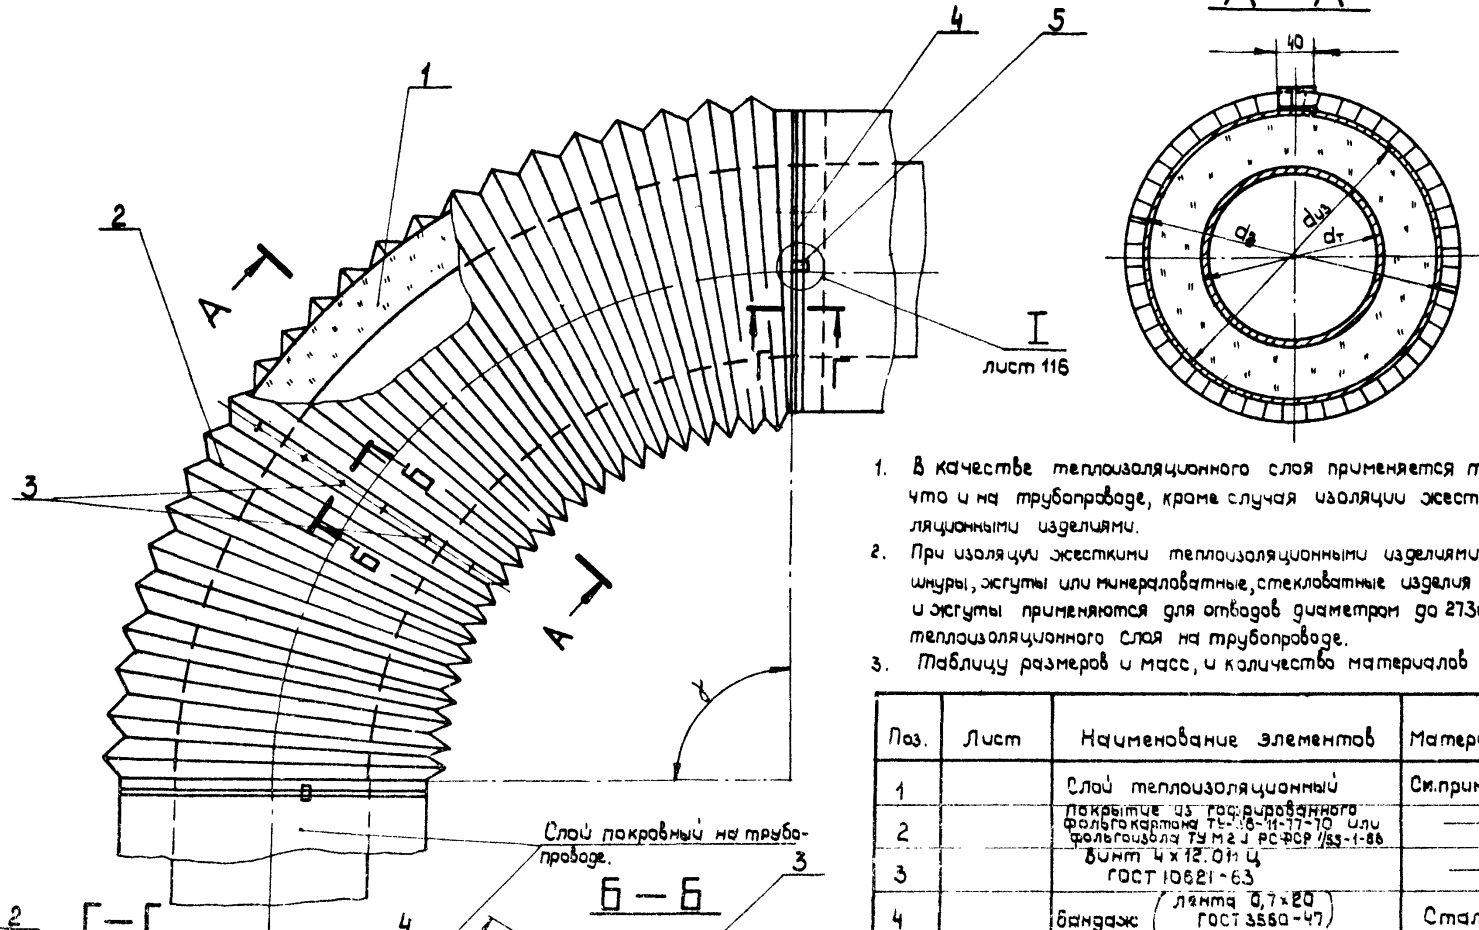 А — А
4
5
1
40
2
А
dв
dиз
dт
I
лист 116
Г
Г
3
Б
Б
А
γ
1. В качестве теплоизоляционного слоя применяется
что и на трубопроводе, кроме случая изоляции жест
ляционными изделиями.
2. При изоляции жесткими теплоизоляционными изделиями
шнуры, жгуты или минераловатные, стекловатные изделия
и жгуты применяются для отводов диаметром до 273
теплоизоляционного слоя на трубопроводе.
3. Таблицу размеров и масс, и количество материалов
Поз. Лист Наименование элементов Матер
1 Слой теплоизоляционный См. прим
2 Покрытие из гофрированного
фольгокартона или
фольгоизола
3 Винт 4х12.011 Ц
ГОСТ 10621-63
4 Бандаж (лента 0,7х20
ГОСТ 3560-47) Стал
Слой покровный на трубо-
проводе.
Б — Б
3
2
Г — Г
4